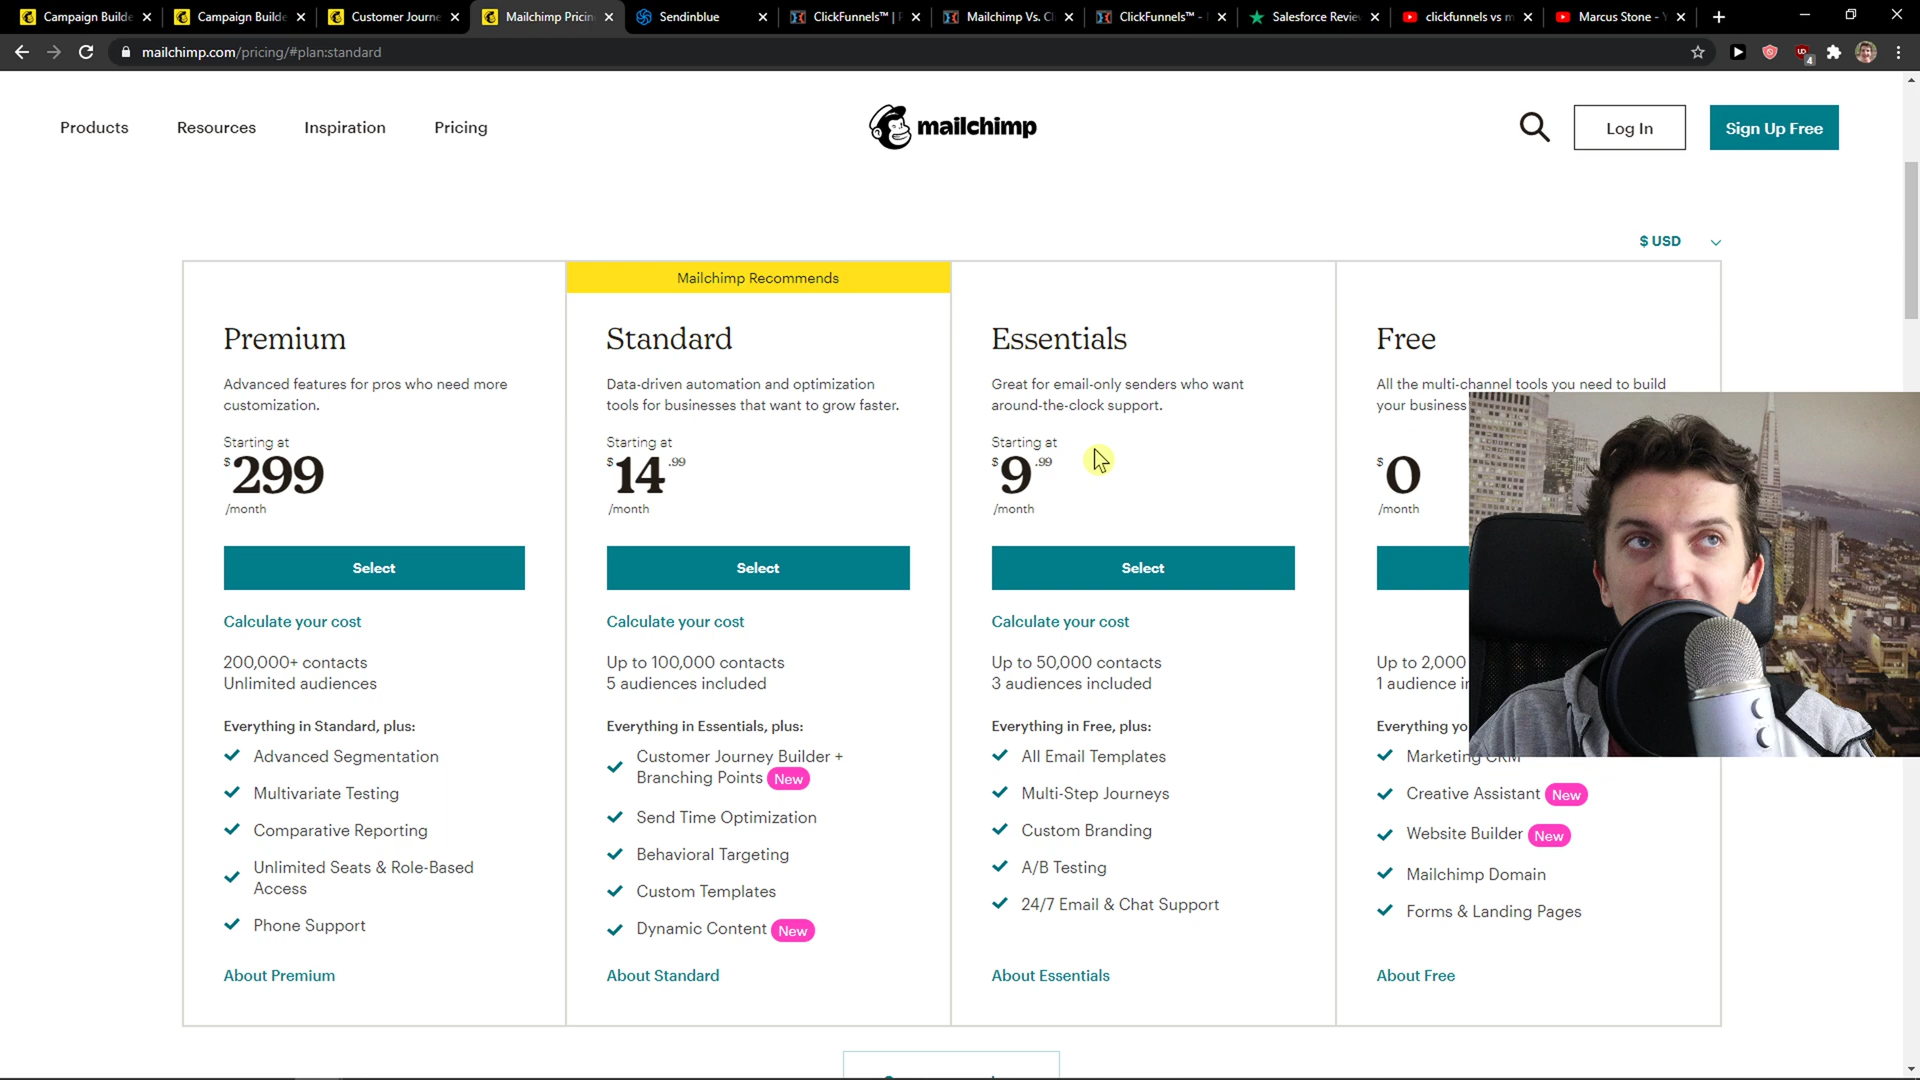 Campaign Builde
Campaign Builde
Customer Journe
Mailchimp Pricin
Sendinblue
ClickFunnels™ |
Mailchimp Vs. Cl
ClickFunnels™ -
Salesforce Revie
clickfunnels vs m
Marcus Stone - Y
mailchimp.com/pricing/#plan:standard
4
Products
Resources
Inspiration
Pricing
mailchimp
Log In
Sign Up Free
$ USD
Mailchimp Recommends
Premium
Advanced features for pros who need more
customization.
Starting at
$299
/month
Select
Calculate your cost
200,000+ contacts
Unlimited audiences
Everything in Standard, plus:
Advanced Segmentation
Multivariate Testing
Comparative Reporting
Unlimited Seats & Role-Based
Access
Phone Support
About Premium
Standard
Data-driven automation and optimization
tools for businesses that want to grow faster.
Starting at
$14.99
/month
Select
Calculate your cost
Up to 100,000 contacts
5 audiences included
Everything in Essentials, plus:
Customer Journey Builder +
Branching Points New
Send Time Optimization
Behavioral Targeting
Custom Templates
Dynamic Content New
About Standard
Essentials
Great for email-only senders who want
around-the-clock support.
Starting at
$9.99
/month
Select
Calculate your cost
Up to 50,000 contacts
3 audiences included
Everything in Free, plus:
All Email Templates
Multi-Step Journeys
Custom Branding
A/B Testing
24/7 Email & Chat Support
About Essentials
Free
All the multi-channel tools you need to build
your business
$0
/month
Up to 2,000
1 audience
Everything
Marketing CRM
Creative Assistant New
Website Builder New
Mailchimp Domain
Forms & Landing Pages
About Free